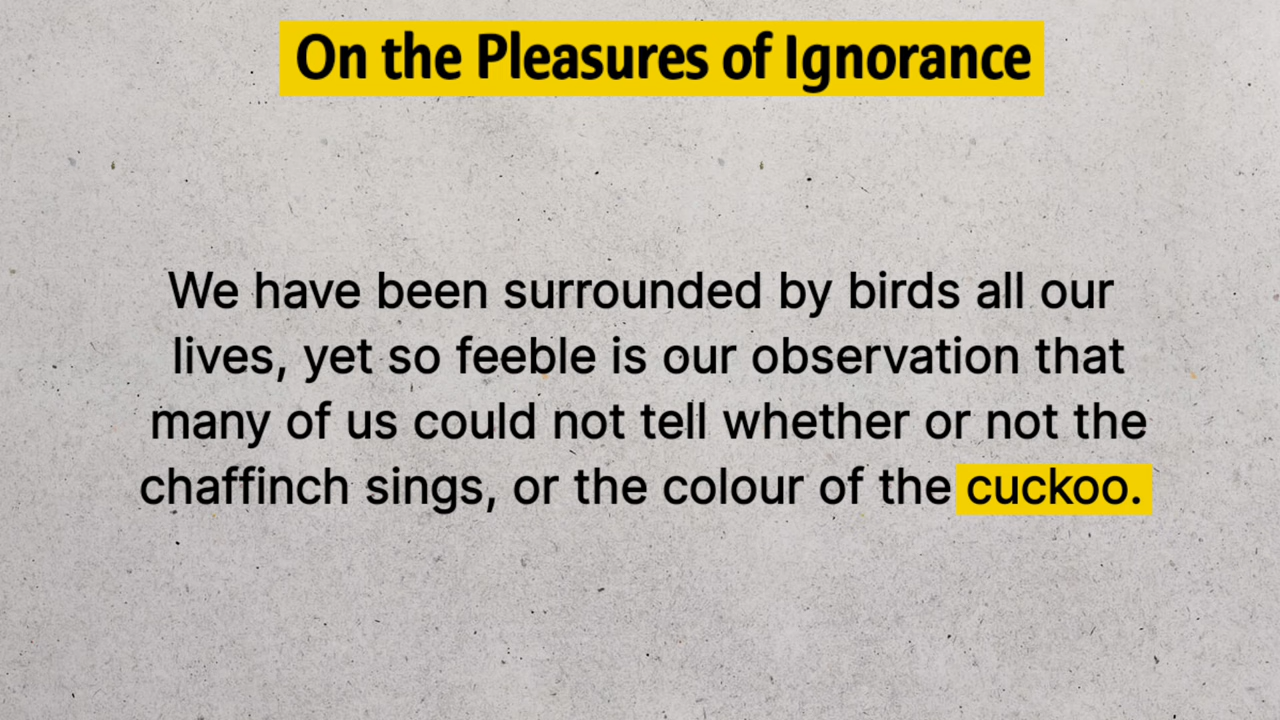 On the Pleasures of Ignorance
We have been surrounded by birds all our
lives, yet so feeble is our observation that
many of us could not tell whether or not the
chaffinch sings, or the colour of the cuckoo.